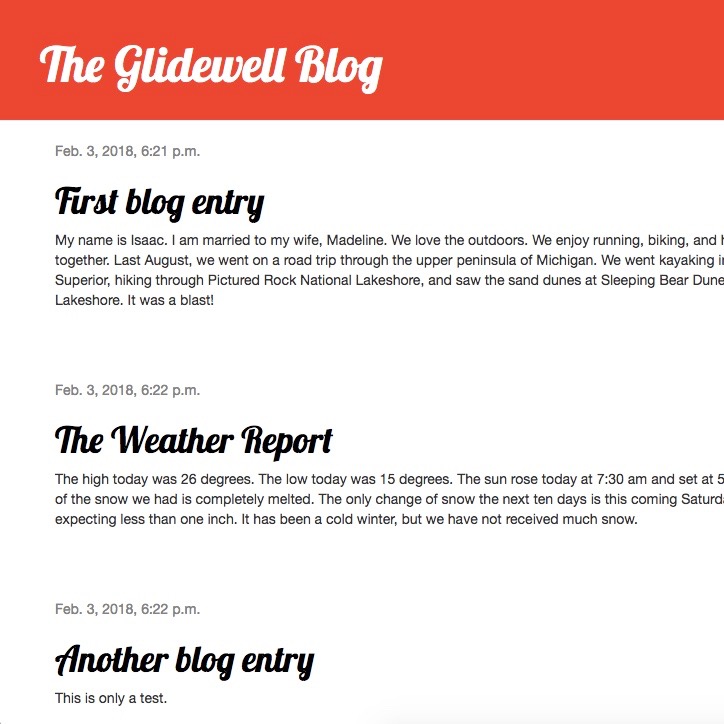 The Glidewell Blog
Feb. 3, 2018, 6:21 p.m.
First blog entry
My name is Isaac. I am married to my wife, Madeline. We love the outdoors. We enjoy running, biking, and
together. Last August, we went on a road trip through the upper peninsula of Michigan. We went kayaking
Superior, hiking through Pictured Rock National Lakeshore, and saw the sand dunes at Sleeping Bear Dune
Lakeshore. It was a blast!
Feb. 3, 2018, 6:22 p.m.
The Weather Report
The high today was 26 degrees. The low today was 15 degrees. The sun rose today at 7:30 am and set at 5
of the snow we had is completely melted. The only change of snow the next ten days is this coming Saturd
expecting less than one inch. It has been a cold winter, but we have not received much snow.
Feb. 3, 2018, 6:22 p.m.
Another blog entry
This is only a test.